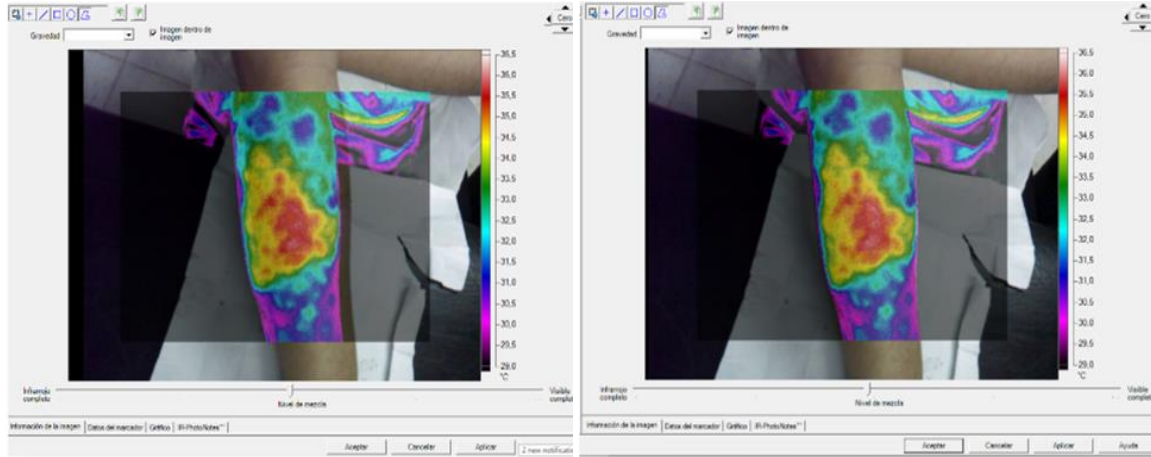 Gravedad
Imagen dentro de
imagen
Cero
36,5
36,0
35,5
35,0
34,5
34,0
33,5
33,0
32,5
32,0
31,5
31,0
30,5
30,0
29,5
29,0
°C
Infrarrojo
completo
Nivel de mezcla
Visible
complet
Información de la imagen
Datos del marcador
Gráfico
IR-PhotoNotes™
Aceptar
Cancelar
Aplicar
2 new notificatio
Gravedad
Imagen dentro de
imagen
Cero
36.5
36.0
35.5
35.0
34.5
34.0
33.5
33.0
32.5
32.0
31.5
31.0
30.5
30.0
29.5
29.0
°C
Infrarrojo
completo
Nivel de mezcla
Visible
completo
Información de la imagen
Datos del marcador
Gráfico
IR-PhotoNotes™
Aceptar
Cancelar
Aplicar
Ayuda